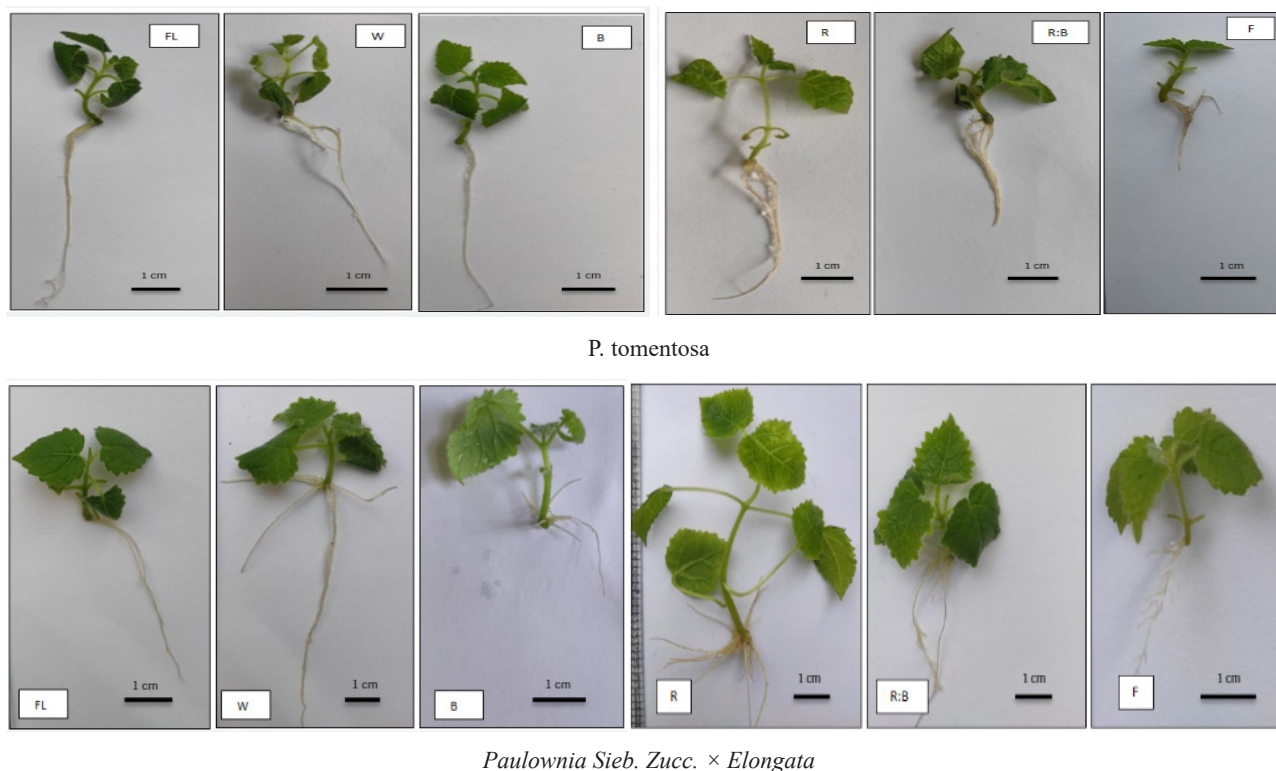 FL W B R R:B F
1 cm 1 cm 1 cm 1 cm 1 cm 1 cm
P. tomentosa
1 cm 1 cm 1 cm 1 cm 1 cm 1 cm
FL W B R R:B F
Paulownia Sieb. Zucc. × Elongata